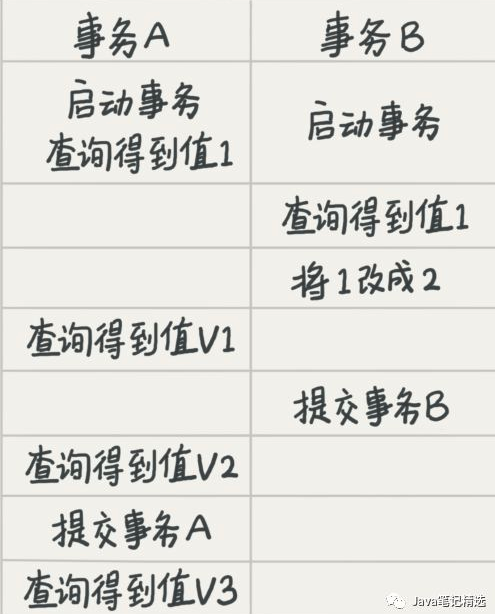 事务A 事务B
启动事务
查询得到值1
启动事务
查询得到值1
将1改成2
查询得到值V1
提交事务B
查询得到值V2
提交事务A
查询得到值V3
Java笔记精选